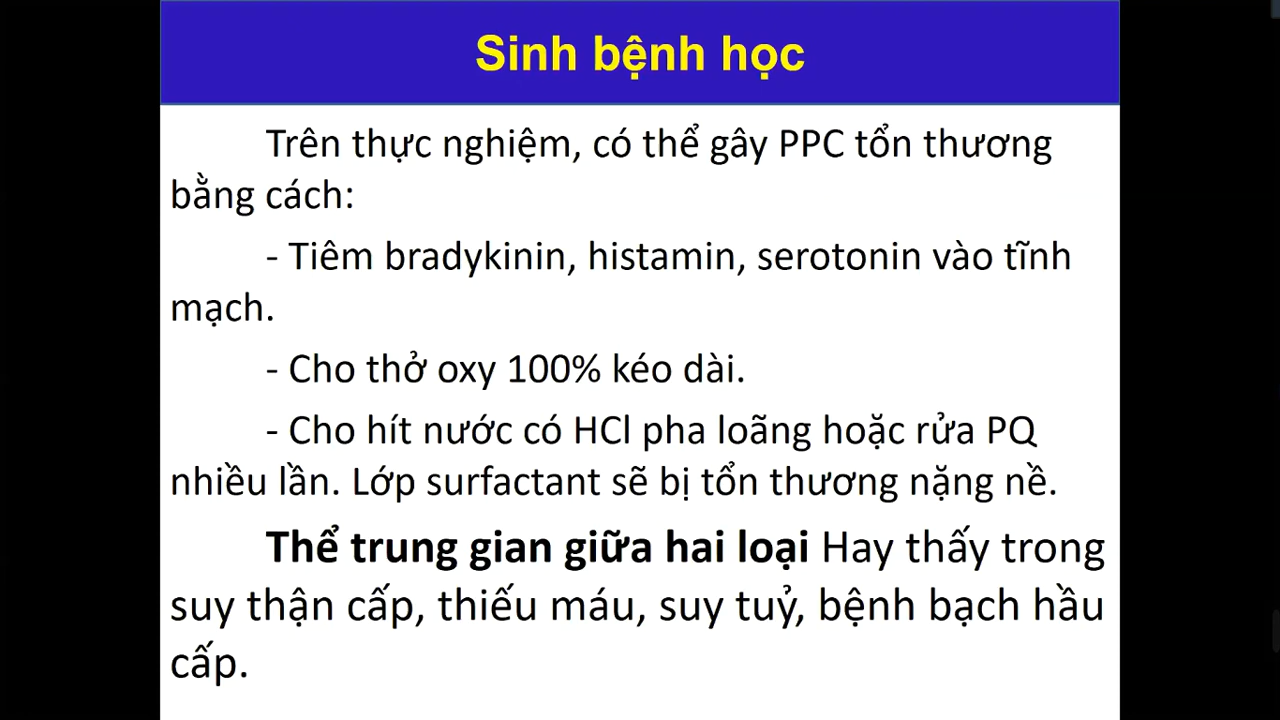 Sinh bệnh học
Trên thực nghiệm, có thể gây PPC tổn thương
bằng cách:
- Tiêm bradykinin, histamin, serotonin vào tĩnh
mạch.
- Cho thở oxy 100% kéo dài.
- Cho hít nước có HCl pha loãng hoặc rửa PQ
nhiều lần. Lớp surfactant sẽ bị tổn thương nặng nề.
Thể trung gian giữa hai loại Hay thấy trong
suy thận cấp, thiếu máu, suy tuỷ, bệnh bạch hầu
cấp.